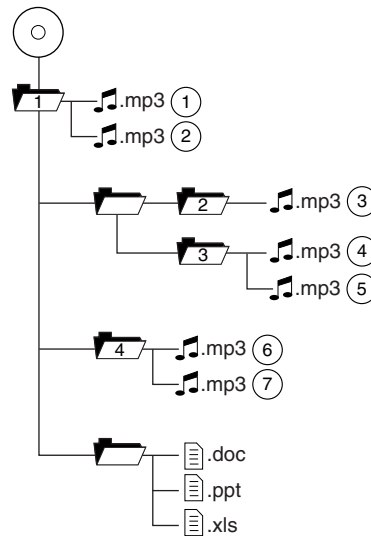 1 .mp3 1
.mp3 2
2 .mp3 3
3 .mp3 4
.mp3 5
4 .mp3 6
.mp3 7
.doc
.ppt
.xls